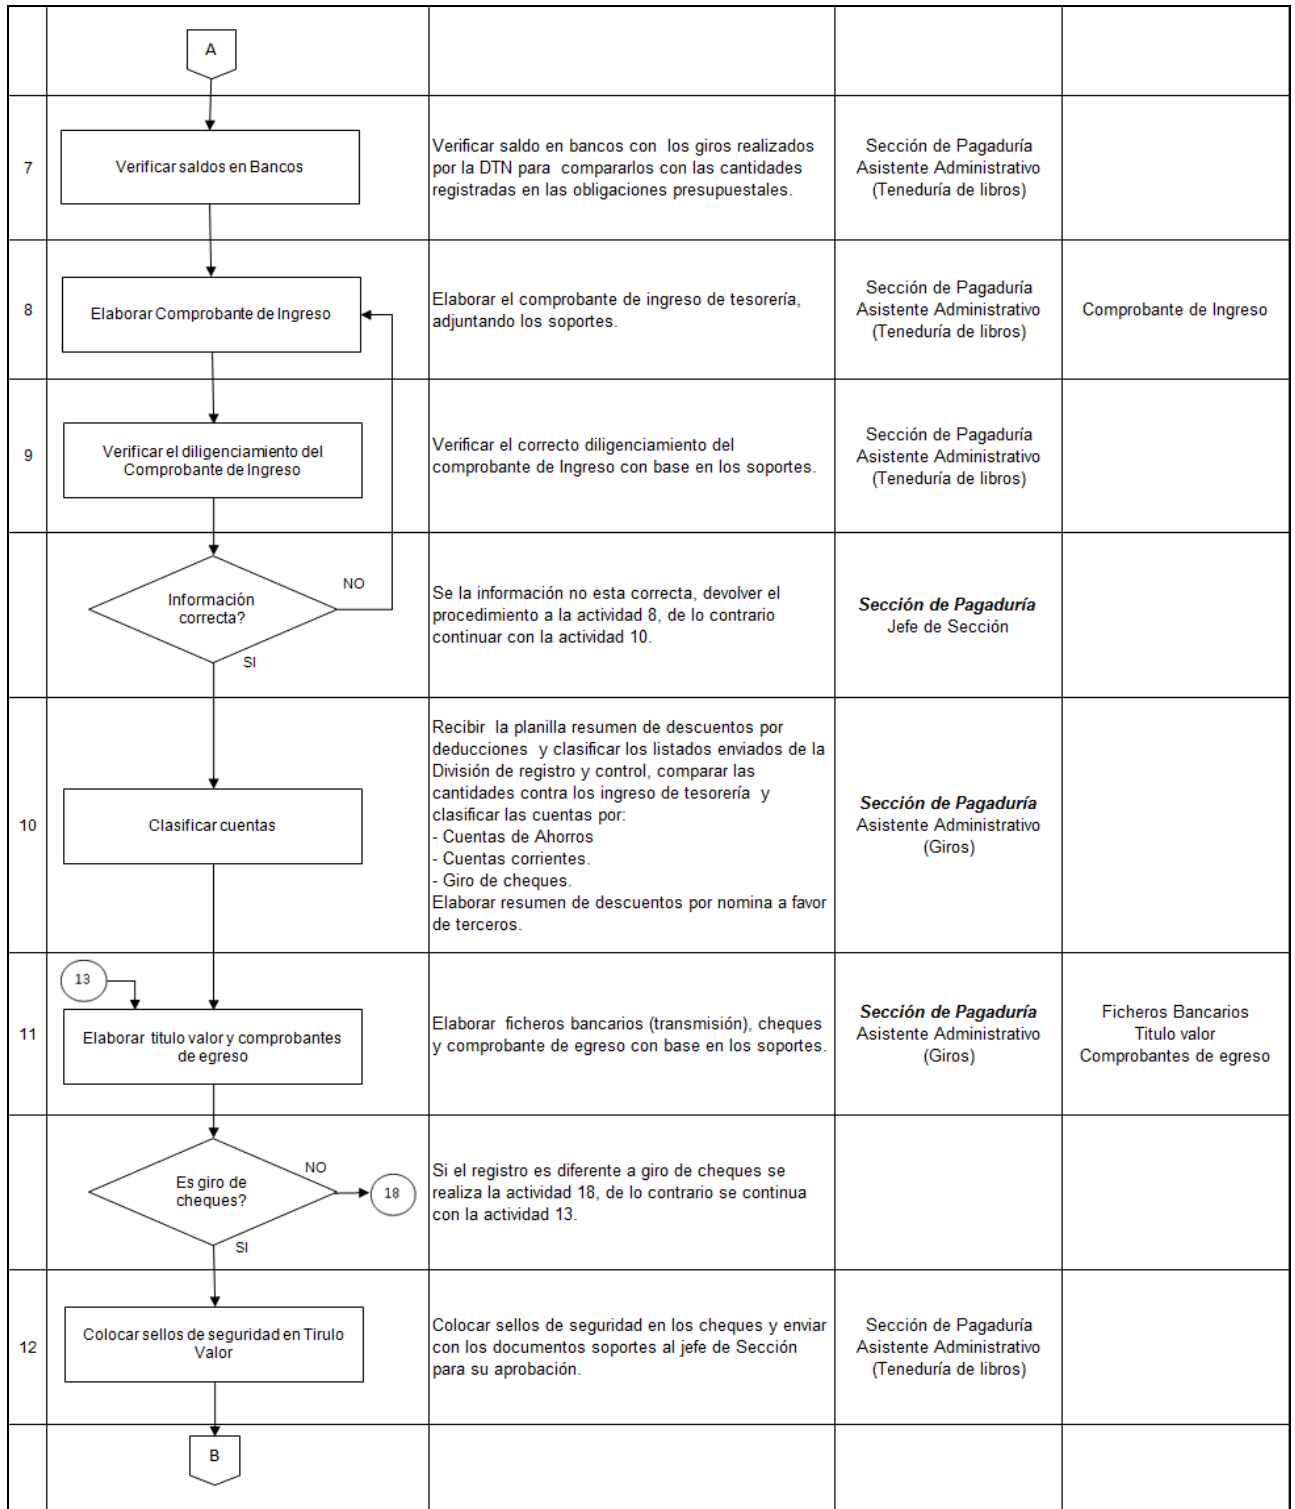 A
7
Verificar saldos en Bancos
Verificar saldo en bancos con los giros realizados
por la DTN para compararlos con las cantidades
registradas en las obligaciones presupuestales.
Sección de Pagaduría
Asistente Administrativo
(Teneduría de libros)
8
Elaborar Comprobante de Ingreso
Elaborar el comprobante de ingreso de tesorería,
adjuntando los soportes.
Sección de Pagaduría
Asistente Administrativo
(Teneduría de libros)
Comprobante de Ingreso
9
Verificar el diligenciamiento del
Comprobante de Ingreso
Verificar el correcto diligenciamiento del
comprobante de Ingreso con base en los soportes.
Sección de Pagaduría
Asistente Administrativo
(Teneduría de libros)
Información
correcta?
NO
SI
Se la información no esta correcta, devolver el
procedimiento a la actividad 8, de lo contrario
continuar con la actividad 10.
Sección de Pagaduría
Jefe de Sección
10
Clasificar cuentas
Recibir la planilla resumen de descuentos por
deducciones y clasificar los listados enviados de la
División de registro y control, comparar las
cantidades contra los ingreso de tesorería y
clasificar las cuentas por:
- Cuentas de Ahorros
- Cuentas corrientes.
- Giro de cheques.
Elaborar resumen de descuentos por nomina a favor
de terceros.
Sección de Pagaduría
Asistente Administrativo
(Giros)
13
11
Elaborar titulo valor y comprobantes
de egreso
Elaborar ficheros bancarios (transmisión), cheques
y comprobante de egreso con base en los soportes.
Sección de Pagaduría
Asistente Administrativo
(Giros)
Ficheros Bancarios
Titulo valor
Comprobantes de egreso
Es giro de
cheques?
NO
18
SI
Si el registro es diferente a giro de cheques se
realiza la actividad 18, de lo contrario se continua
con la actividad 13.
12
Colocar sellos de seguridad en Tirulo
Valor
Colocar sellos de seguridad en los cheques y enviar
con los documentos soportes al jefe de Sección
para su aprobación.
Sección de Pagaduría
Asistente Administrativo
(Teneduría de libros)
B